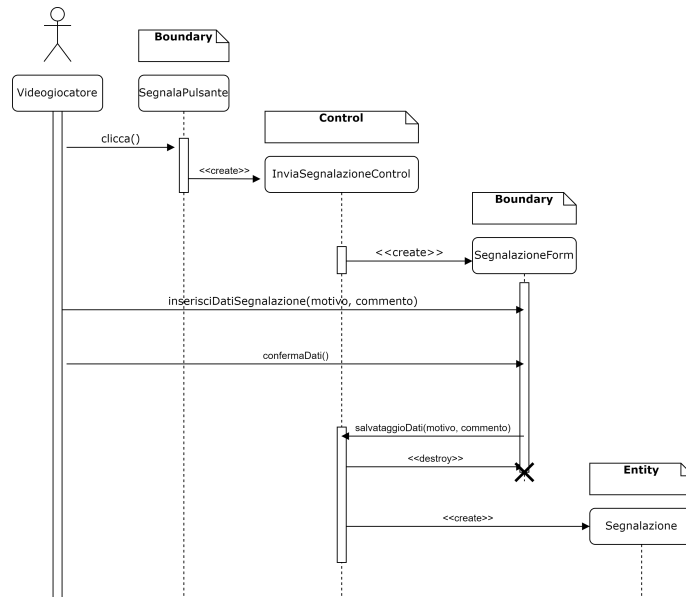 Boundary
Videogiocatore
SegnalaPulsante
Control
clicca()
<<create>>
InviaSegnalazioneControl
Boundary
<<create>>
SegnalazioneForm
inserisciDatiSegnalazione(motivo, commento)
confermaDati()
salvataggioDati(motivo, commento)
<<destroy>>
Entity
<<create>>
Segnalazione